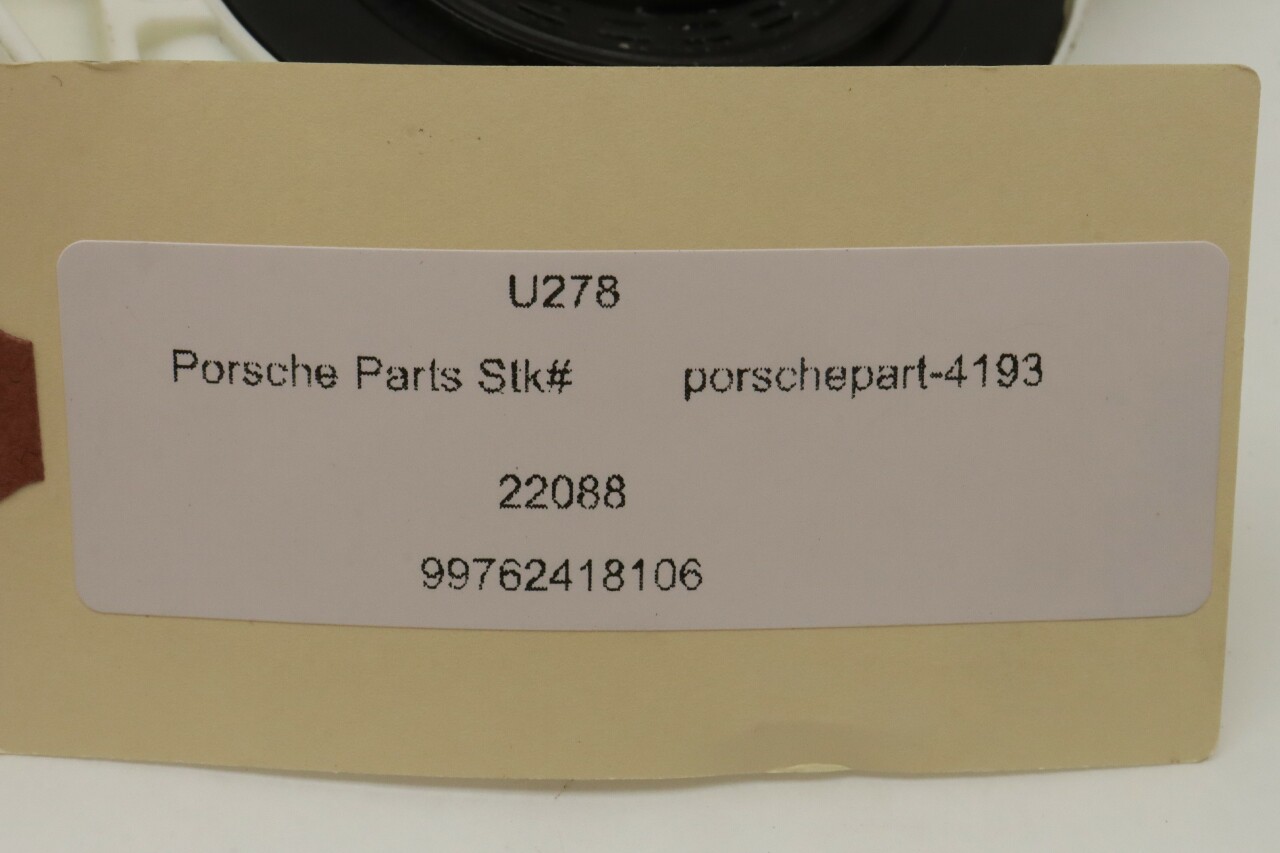 U278
Porsche Parts Stk# porschepart-4193
22088
99762418106